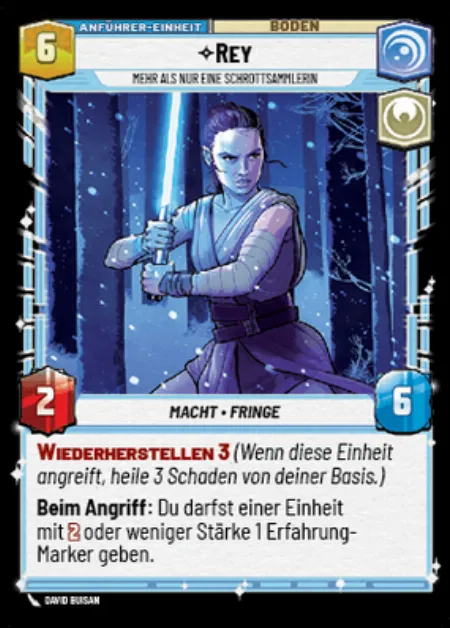 6
ANFÜHRER-EINHEIT
BODEN
REY
MEHR ALS NUR EINE SCHROTTSAMMLERIN
2
MACHT • FRINGE
6
WIEDERHERSTELLEN 3 (Wenn diese Einheit
angreift, heile 3 Schaden von deiner Basis.)
Beim Angriff: Du darfst einer Einheit
mit 2 oder weniger Stärke 1 Erfahrung-
Marker geben.
DAVID BUISAN